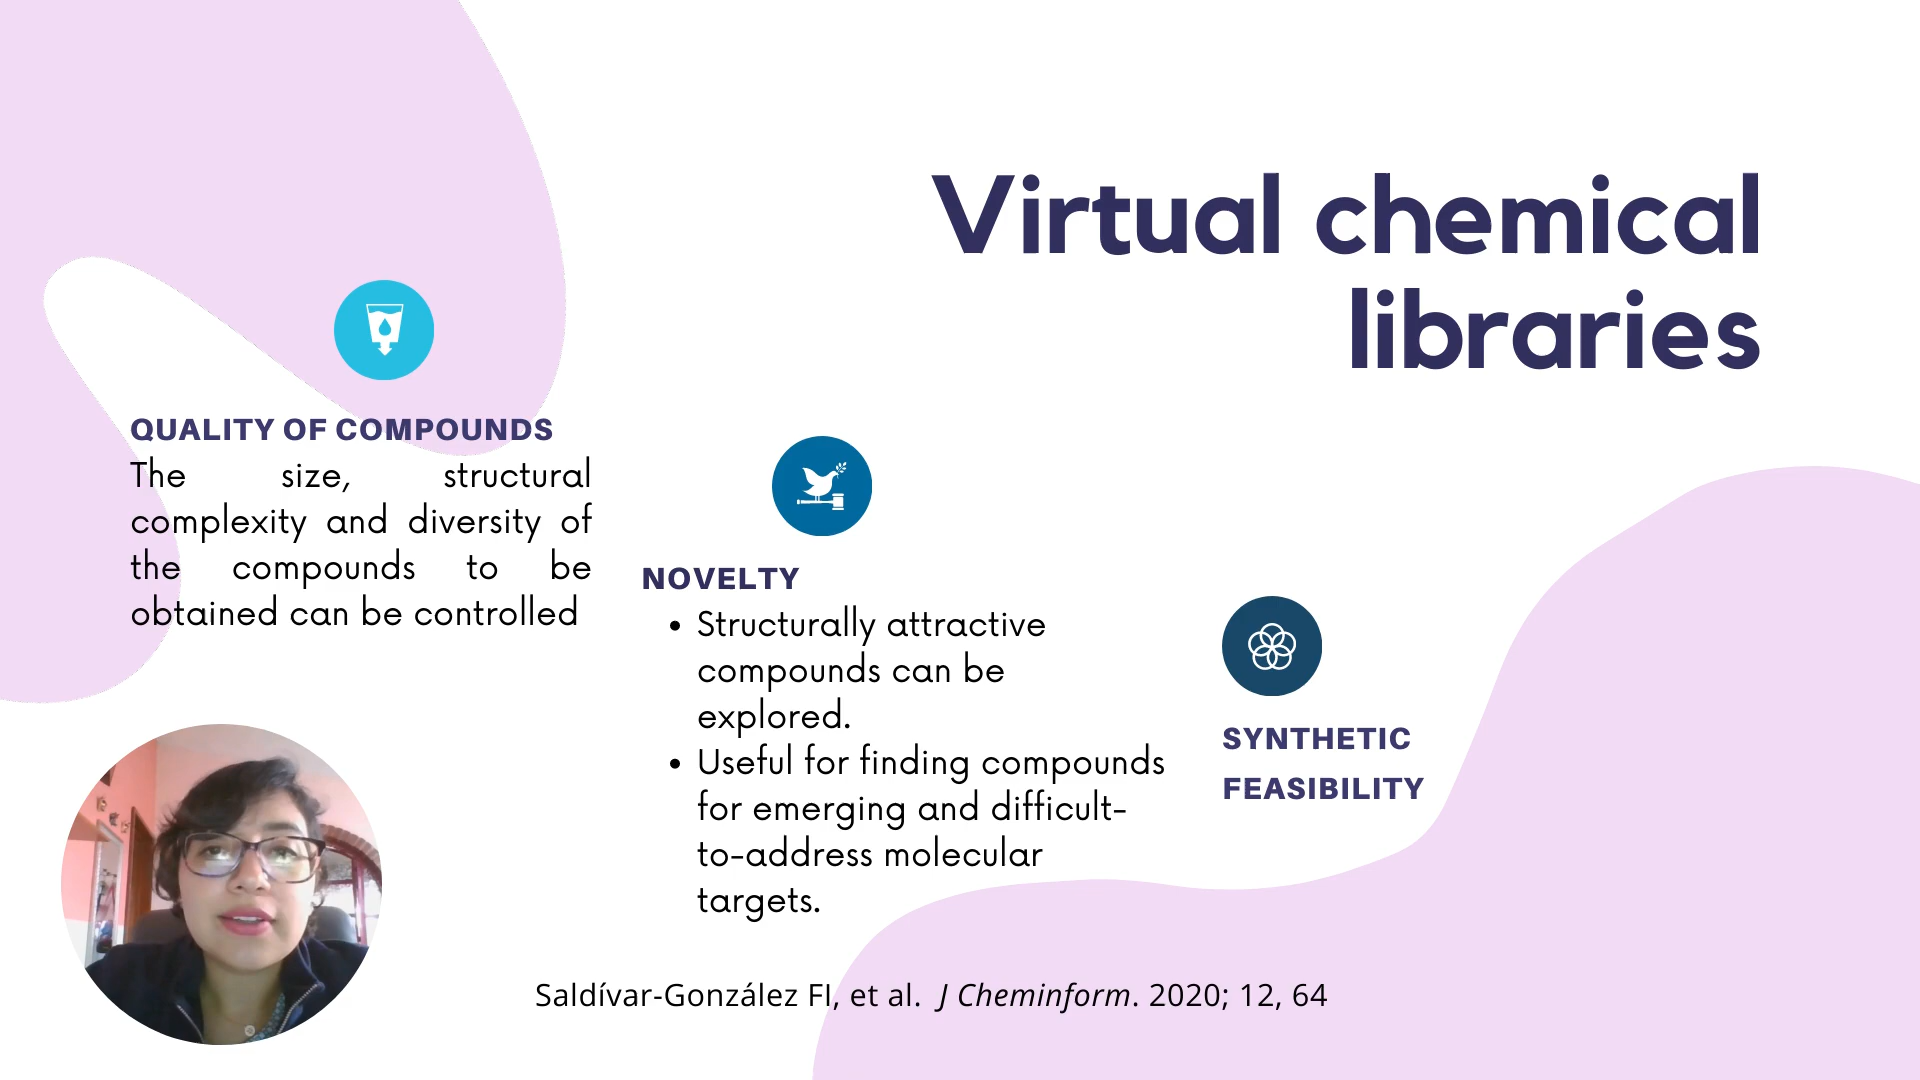 Virtual chemical
libraries
QUALITY OF COMPOUNDS
The size, structural
complexity and diversity of
the compounds to be
obtained can be controlled
NOVELTY
• Structurally attractive
compounds can be
explored.
• Useful for finding compounds
for emerging and difficult-
to-address molecular
targets.
SYNTHETIC
FEASIBILITY
Saldívar-González FI, et al. J Cheminform. 2020; 12, 64